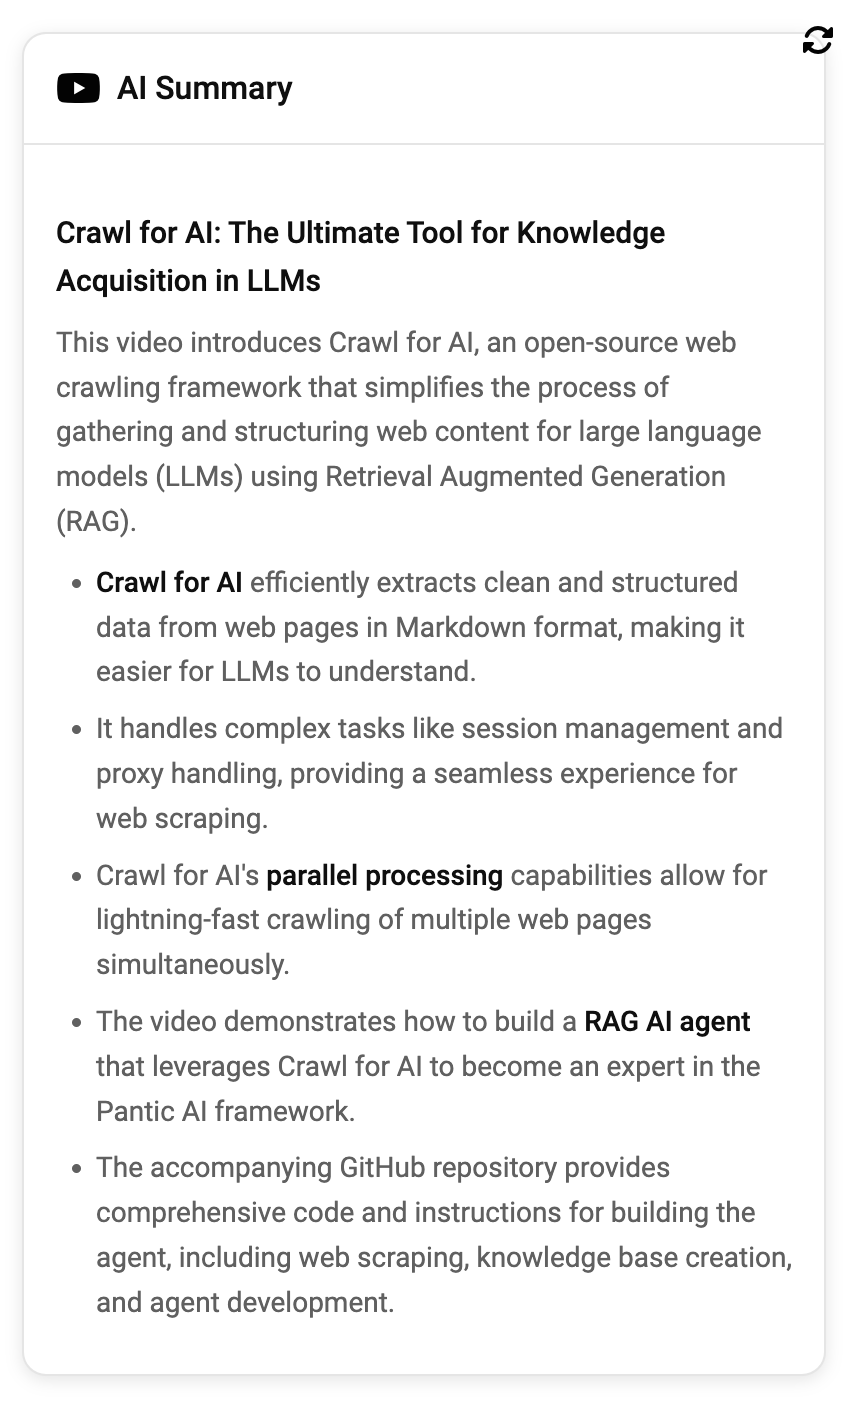 AI Summary
Crawl for AI: The Ultimate Tool for Knowledge
Acquisition in LLMs
This video introduces Crawl for AI, an open-source web
crawling framework that simplifies the process of
gathering and structuring web content for large language
models (LLMs) using Retrieval Augmented Generation
(RAG).
• Crawl for AI efficiently extracts clean and structured
data from web pages in Markdown format, making it
easier for LLMs to understand.
• It handles complex tasks like session management and
proxy handling, providing a seamless experience for
web scraping.
• Crawl for AI's parallel processing capabilities allow for
lightning-fast crawling of multiple web pages
simultaneously.
• The video demonstrates how to build a RAG AI agent
that leverages Crawl for AI to become an expert in the
Pantic AI framework.
• The accompanying GitHub repository provides
comprehensive code and instructions for building the
agent, including web scraping, knowledge base creation,
and agent development.